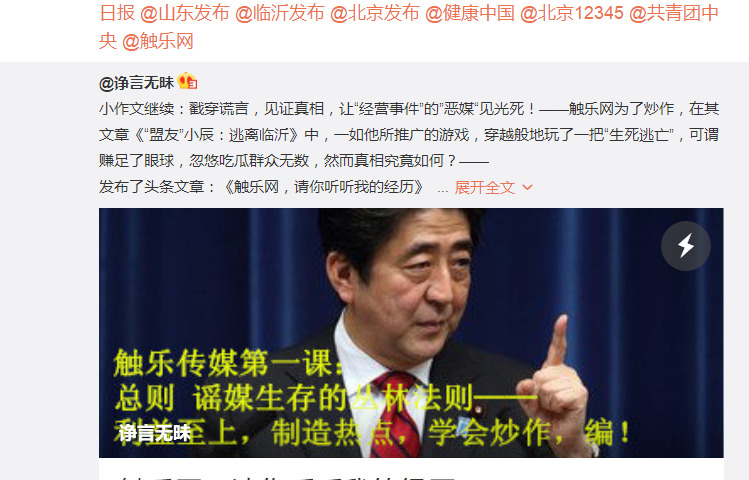 日报 @山东发布 @临沂发布 @北京发布 @健康中国 @北京12345 @共青团中
央 @触乐网
@诤言无昧
小作文继续：戳穿谎言，见证真相，让“经营事件”的”恶媒“见光死！——触乐网为了炒作，在其
文章《“盟友”小辰：逃离临沂》中，一如他所推广的游戏，穿越般地玩了一把“生死逃亡”，可谓
赚足了眼球，忽悠吃瓜群众无数，然而真相究竟如何？——
发布了头条文章：《触乐网，请你听听我的经历》 ... 展开全文
触乐传媒第一课：
总则 谣媒生存的丛林法则——
利益至上，制造热点，学会炒作，编！
诤言无昧